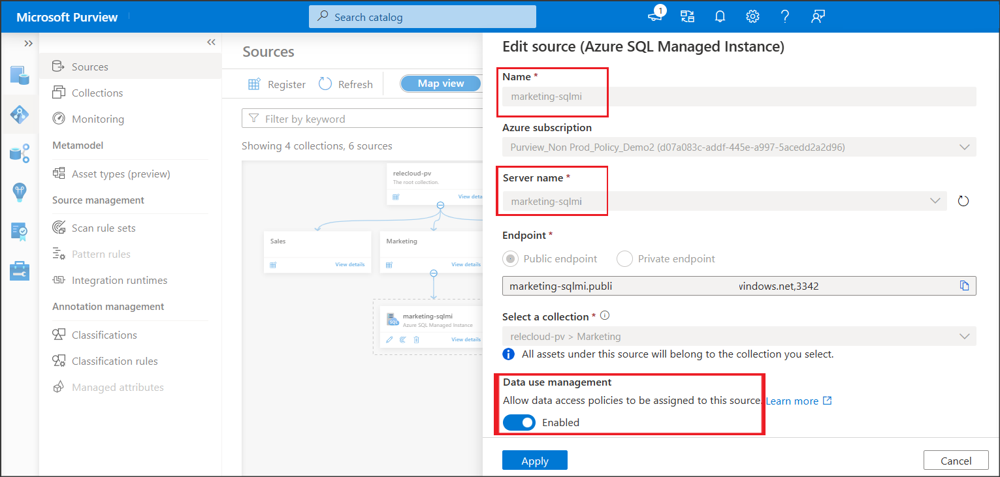 Microsoft Purview
Search catalog
1
Sources
Collections
Monitoring
Metamodel
Asset types (preview)
Source management
Scan rule sets
Pattern rules
Integration runtimes
Annotation management
Classifications
Classification rules
Managed attributes
Sources
Register
Refresh
Map view
Filter by keyword
Showing 4 collections, 6 sources
relecloud-pv
The root collection.
View deta
Sales
View details
Marketing
View details
marketing-sqlmi
SQL
Azure SQL Managed Instance
View details
Edit source (Azure SQL Managed Instance)
Name *
marketing-sqlmi
Azure subscription
Purview_Non Prod_Policy_Demo2 (d07a083c-addf-445e-a997-5acedd2a2d96)
Server name *
marketing-sqlmi
Endpoint *
Public endpoint Private endpoint
marketing-sqlmi.publi windows.net,3342
Select a collection *
relecloud-pv > Marketing
All assets under this source will belong to the collection you select.
Data use management
Allow data access policies to be assigned to this source. Learn more
Enabled
Apply
Cancel